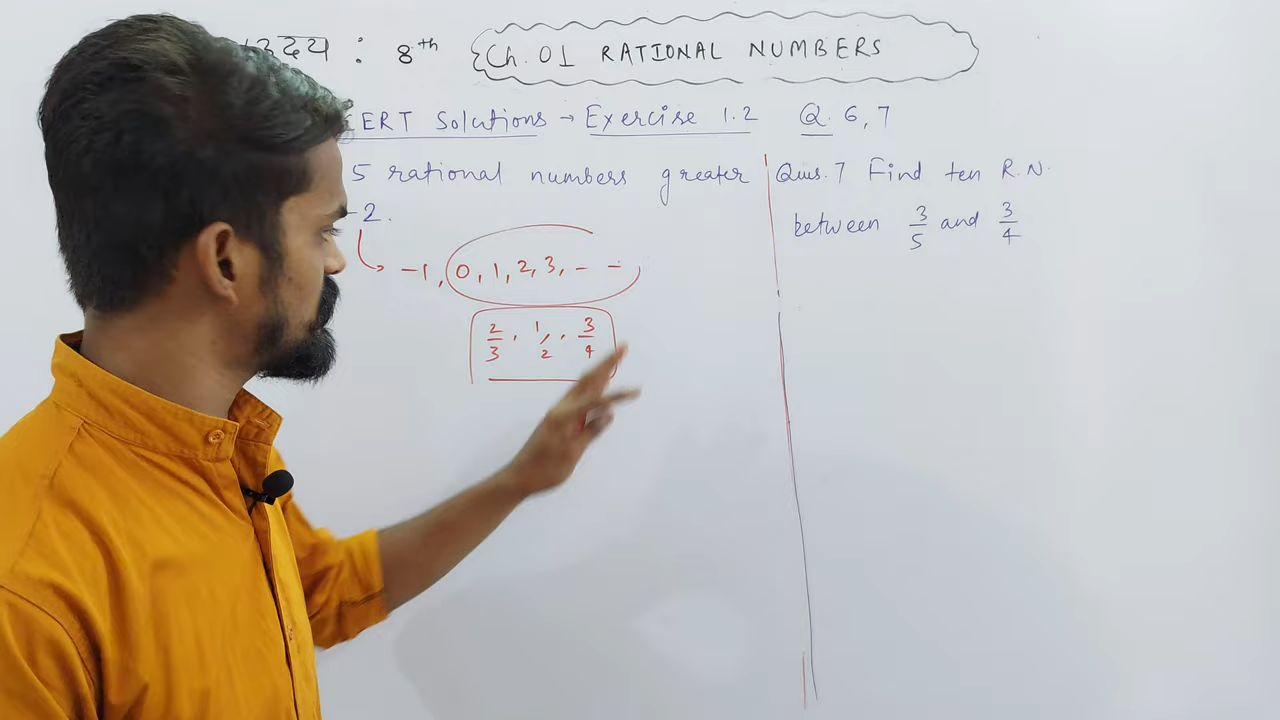 : 8th Ch. 01 RATIONAL NUMBERS
ERT Solutions → Exercise 1.2 Q. 6, 7
5 rational numbers greater
-2.
-1, 0, 1, 2, 3, - -
2/3, 1/2, 3/4
Qus. 7 Find ten R.N.
between 3/5 and 3/4